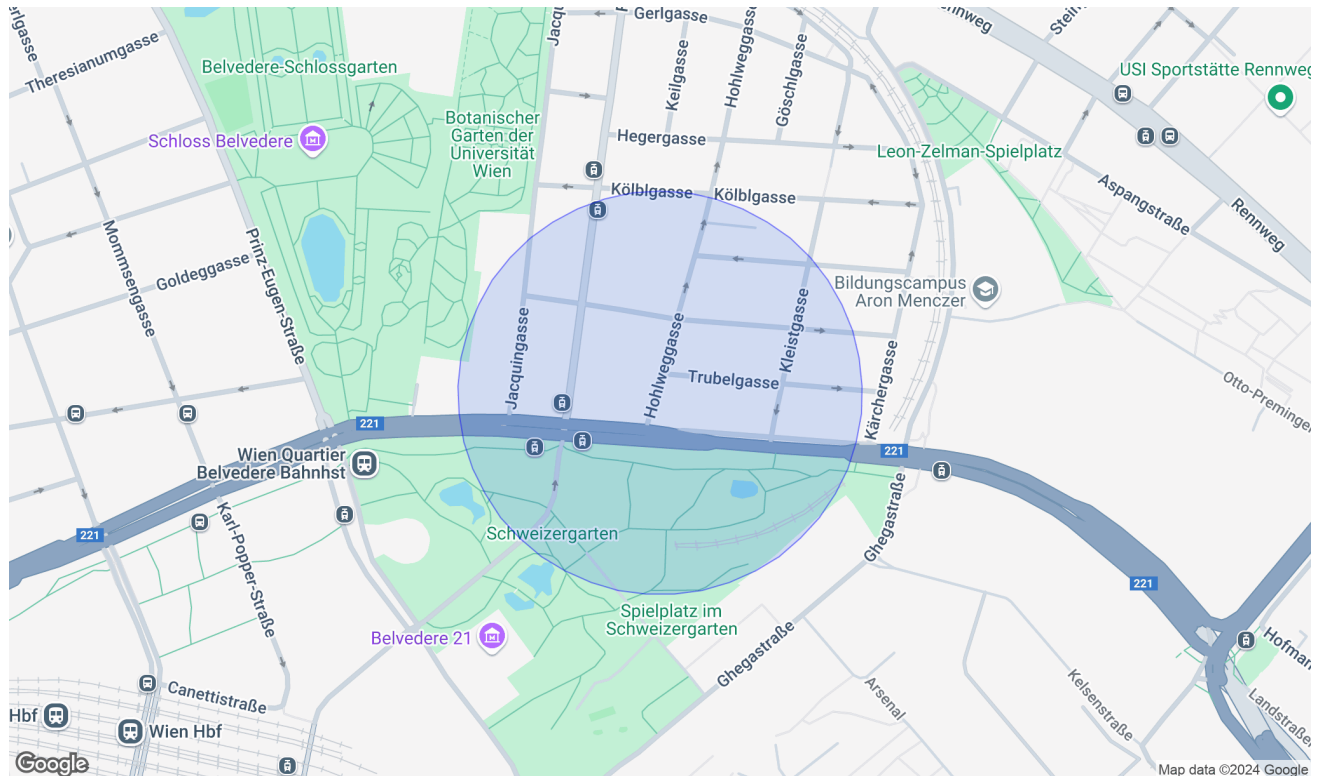 Gerlgasse
Rennweg
Theresianumgasse
Belvedere-Schlossgarten
Keilgasse
Hohlweggasse
Göschlgasse
USI Sportstätte Rennweg
Schloss Belvedere
Botanischer
Garten der
Universität
Wien
Hegergasse
Leon-Zelman-Spielplatz
Kölblgasse
Kölblgasse
Aspangstraße
Rennweg
Mommsengasse
Prinz-Eugen-Straße
Goldeggasse
Bildungscampus
Aron Menczer
Jacquingasse
Hohlweggasse
Kleistgasse
Trubelgasse
Kärchergasse
Otto-Preminger
221
221
Wien Quartier
Belvedere Bahnhst
221
Karl-Popper-Straße
Schweizergarten
Ghegastraße
221
Spielplatz im
Schweizergarten
Belvedere 21
Ghegastraße
Canettistraße
Arsenal
Kelsenstraße
Landstraßer
Hbf
Wien Hbf
Google
Map data ©2024 Google